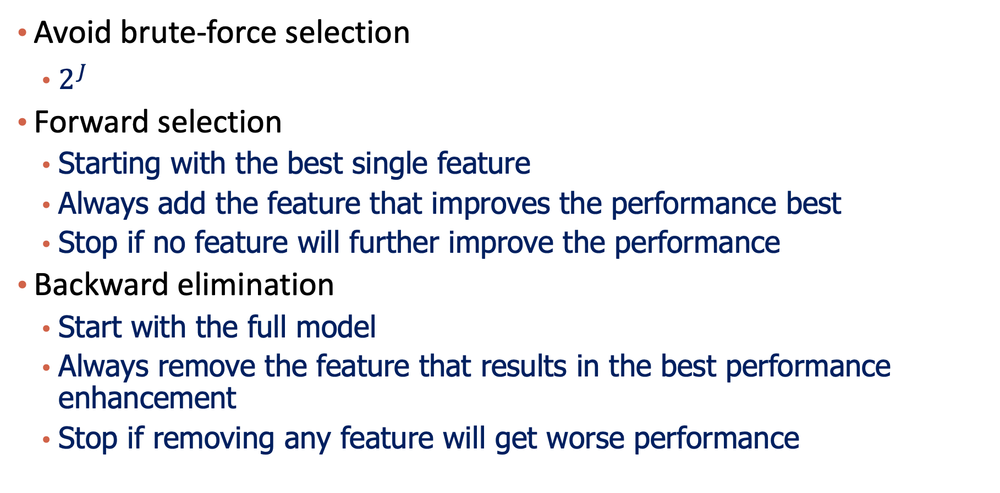 • Avoid brute-force selection
• 2^J
• Forward selection
• Starting with the best single feature
• Always add the feature that improves the performance best
• Stop if no feature will further improve the performance
• Backward elimination
• Start with the full model
• Always remove the feature that results in the best performance
enhancement
• Stop if removing any feature will get worse performance